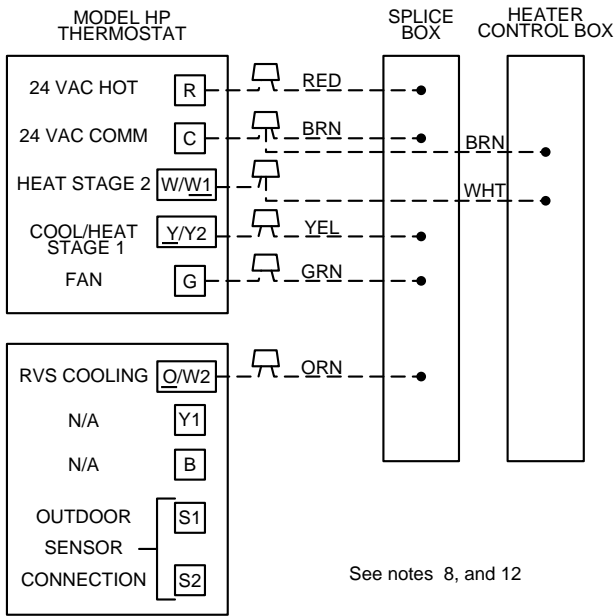 MODEL HP
THERMOSTAT
SPLICE
BOX
HEATER
CONTROL BOX
24 VAC HOT R RED
24 VAC COMM C BRN
BRN
HEAT STAGE 2 W/W1
WHT
COOL/HEAT
STAGE 1 Y/Y2 YEL
FAN G GRN
RVS COOLING O/W2 ORN
N/A Y1
N/A B
OUTDOOR S1
SENSOR
CONNECTION S2
See notes 8, and 12